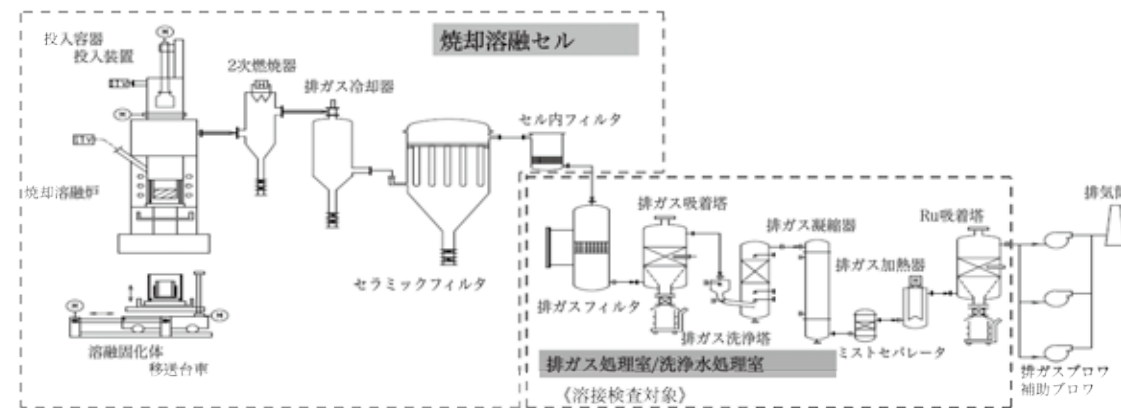 焼却溶融セル
投入容器
投入装置
2次燃焼器
排ガス冷却器
セル内フィルタ
焼却溶融炉
セラミックフィルタ
溶融固化体
移送台車
排ガス吸着塔
排ガス凝縮器
Ru吸着塔
排気筒
排ガス加熱器
排ガスフィルタ
排ガス洗浄塔
ミストセパレータ
排ガス処理室/洗浄水処理室
《溶接検査対象》
排ガスブロワ
補助ブロワ
M
ITV
M
ITV
M
M